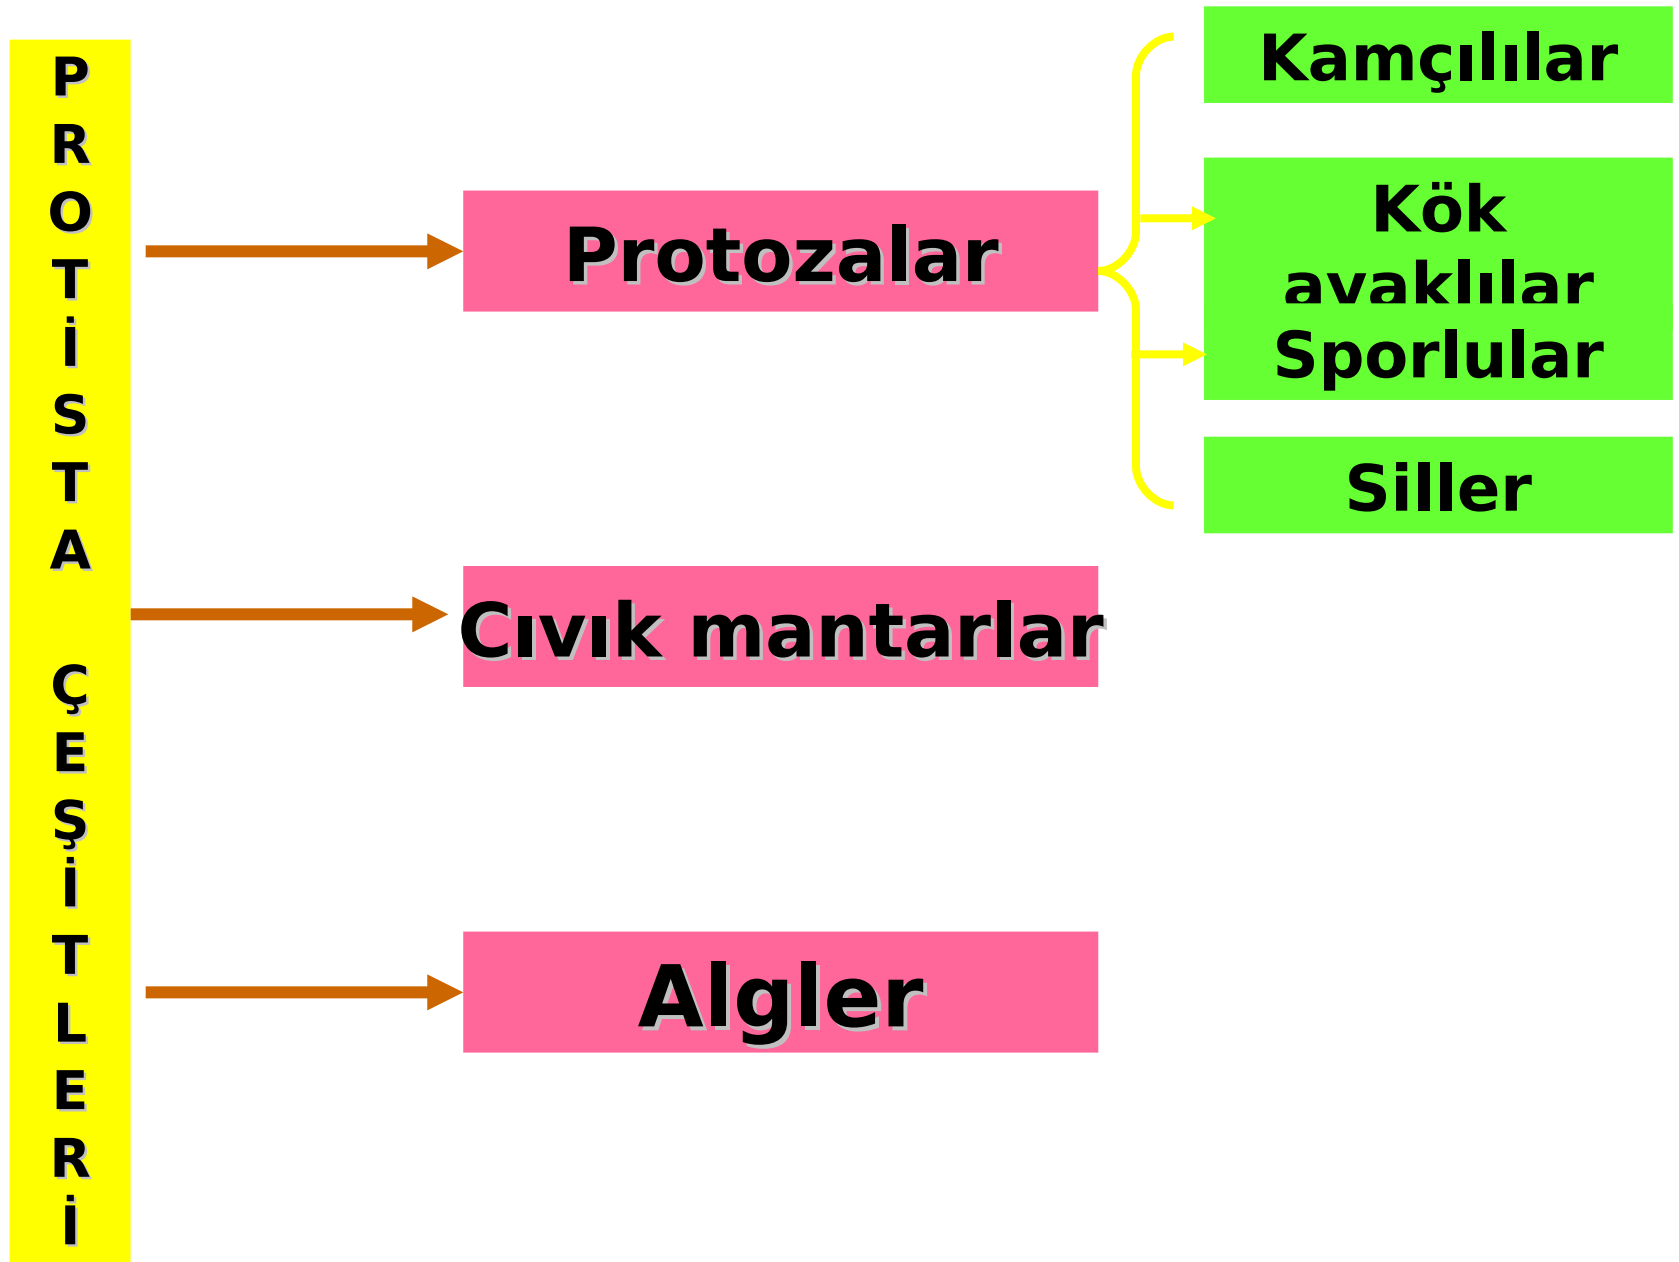 PROTİSTA ÇEŞİTLERİ
Protozalar
Kamçılılar
Kök
ayaklılar
Sporlular
Siller
Cıvık mantarlar
Algler